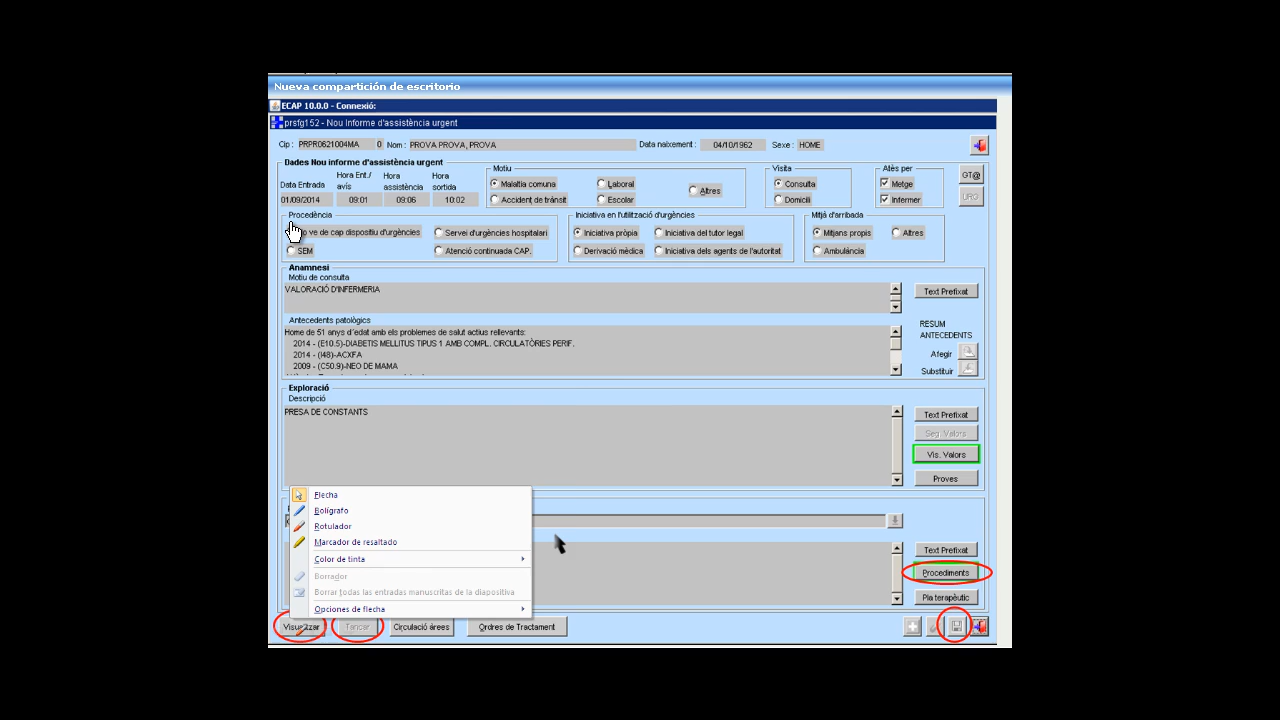 Nueva compartición de escritorio
ECAP 10.0.0 - Connexió:
prsfg152 - Nou Informe d'assistència urgent
Cip : PRPR0621004MA 0 Nom : PROVA PROVA, PROVA Data naixement : 04/10/1962 Sexe : HOME
Dades Nou informe d'assistència urgent
Data Entrada Hora Ent./ avís Hora assistència Hora sortida
01/09/2014 09:01 09:06 10:02
Motiu
Malaltia comuna Laboral Altres
Accident de trànsit Escolar
Visita
Consulta
Domicili
Atès per
Metge
Infermer
GT@
URG
Procedència
ve de cap dispositiu d'urgències Servei d'urgències hospitalari
SEM Atenció continuada CAP.
Iniciativa en l'utilització d'urgències
Iniciativa pròpia Iniciativa del tutor legal
Derivació mèdica Iniciativa dels agents de l'autoritat
Mitjà d'arribada
Mitjans propis Altres
Ambulància
Anamnesi
Motiu de consulta
VALORACIÓ D'INFERMERIA
Text Prefixat
Antecedents patològics
Home de 51 anys d´edat amb els problemes de salut actius rellevants:
2014 - (E10.5)-DIABETIS MELLITUS TIPUS 1 AMB COMPL. CIRCULATÒRIES PERIF.
2014 - (I48)-ACXFA
2009 - (C50.9)-NEO DE MAMA
RESUM
ANTECEDENTS
Afegir
Substituir
Exploració
Descripció
PRESA DE CONSTANTS
Text Prefixat
Seg. Valors
Vis. Valors
Proves
Flecha
Bolígrafo
Rotulador
Marcador de resaltado
Color de tinta
Borrador
Borrar todas las entradas manuscritas de la diapositiva
Opciones de flecha
Text Prefixat
Procediments
Pla terapèutic
Visualitzar Tancar Circulació àrees Ordres de Tractament